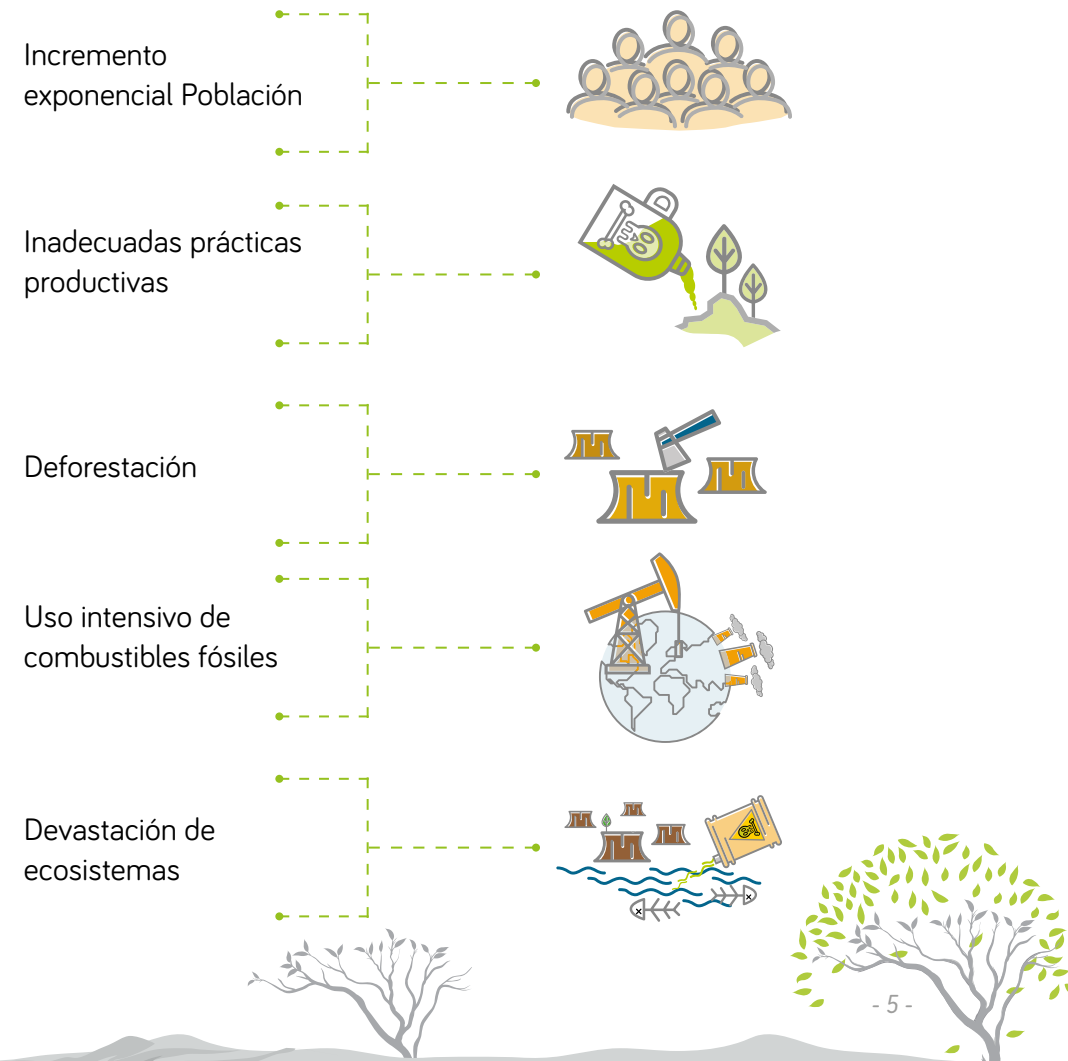 Incremento
exponencial Población
Inadecuadas prácticas
productivas
Deforestación
Uso intensivo de
combustibles fósiles
Devastación de
ecosistemas
- 5 -